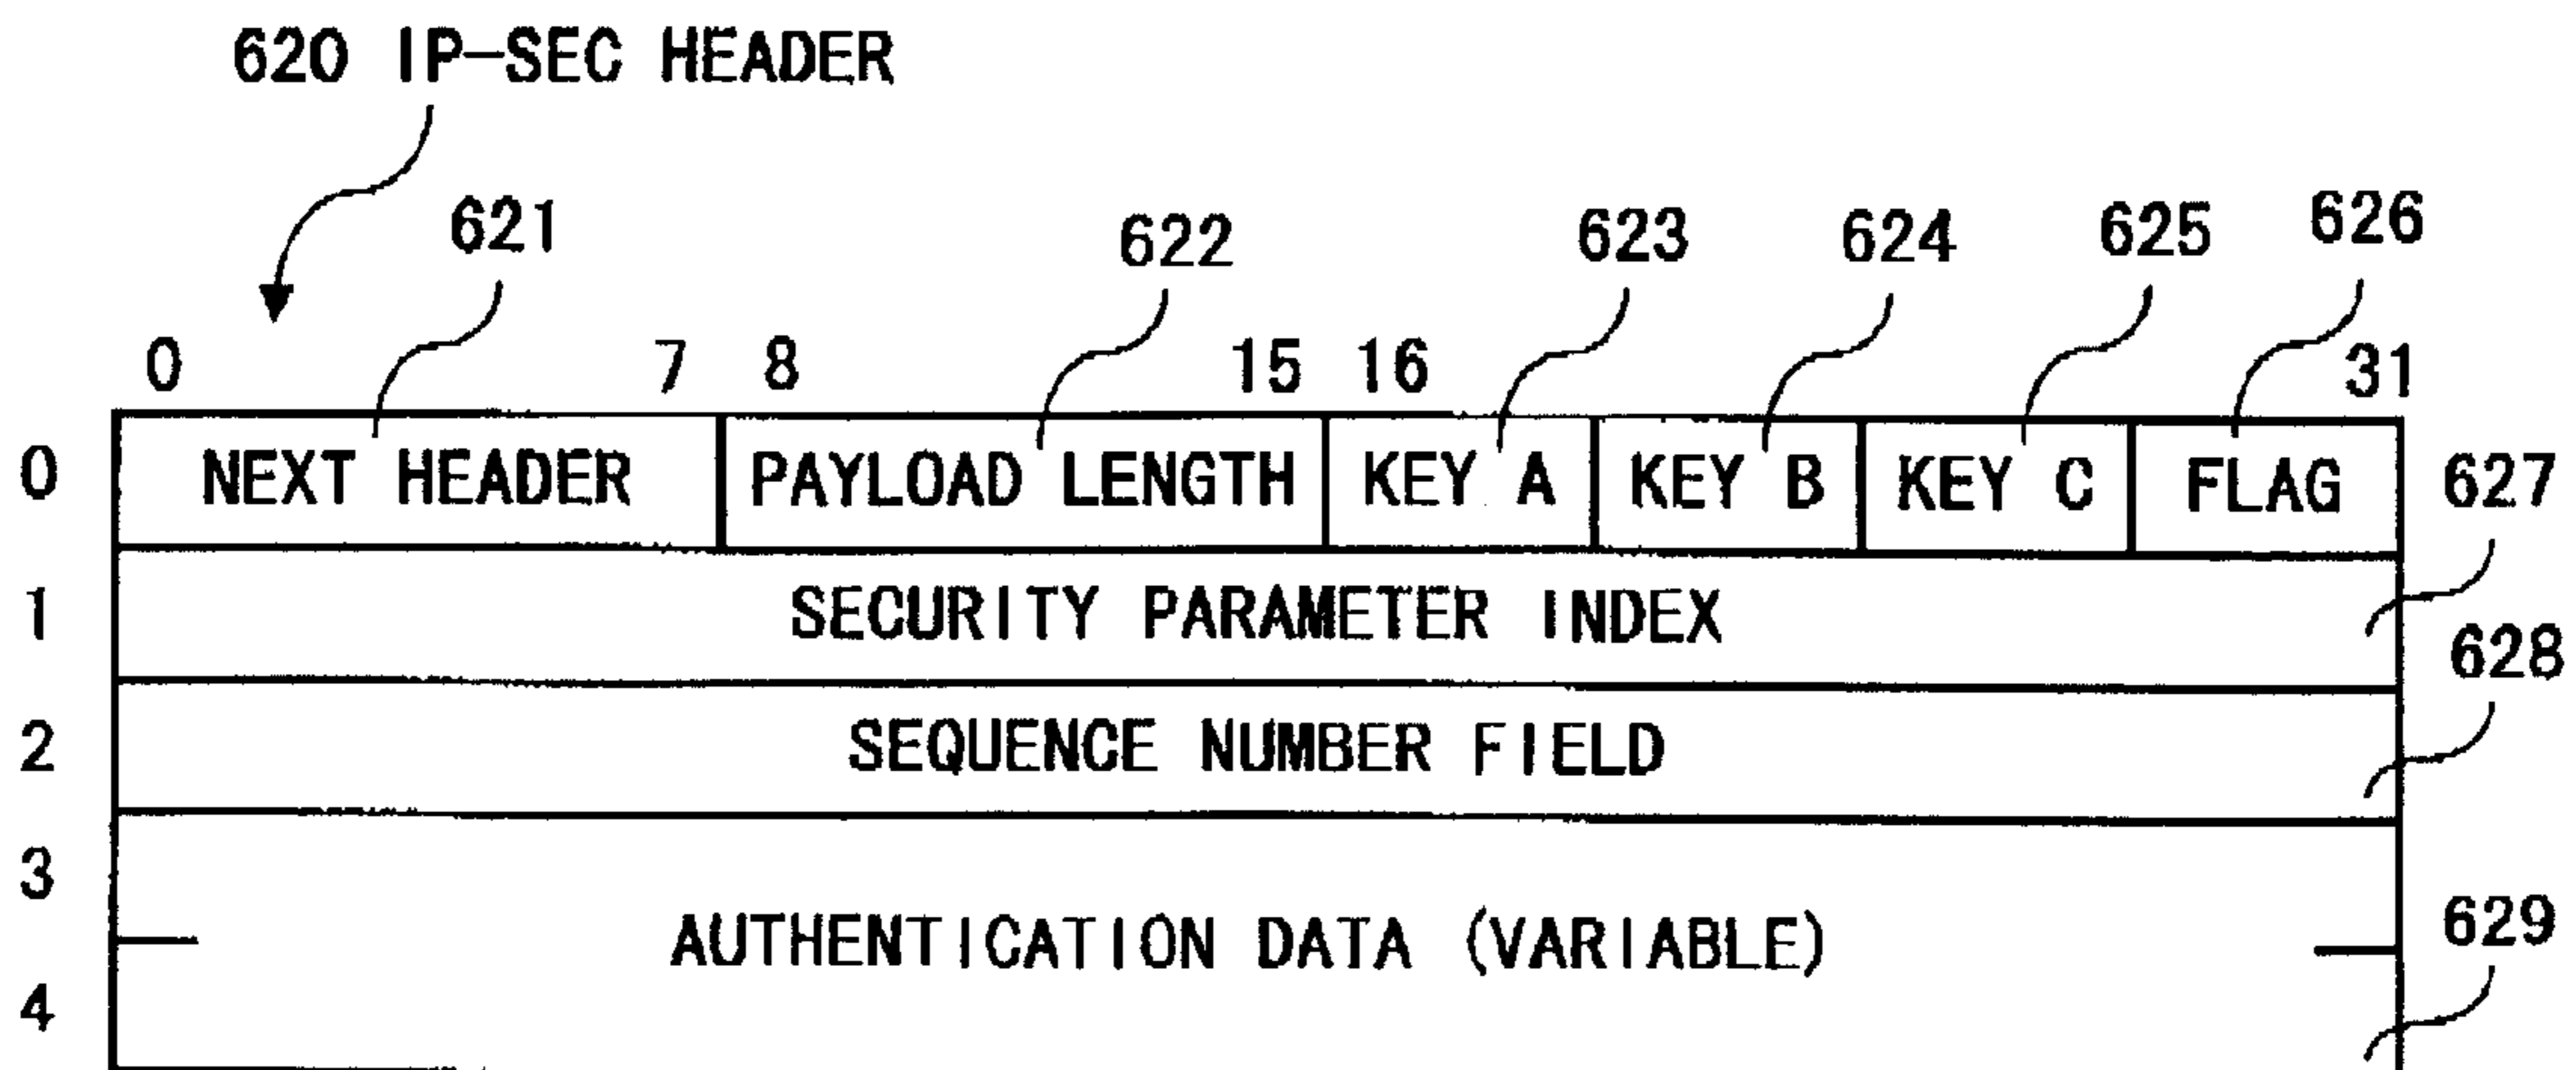 620 IP-SEC HEADER
621 622 623 624 625 626
0 7 8 15 16 31
0 NEXT HEADER PAYLOAD LENGTH KEY A KEY B KEY C FLAG 627
1 SECURITY PARAMETER INDEX
628
2 SEQUENCE NUMBER FIELD
3
AUTHENTICATION DATA (VARIABLE) 629
4